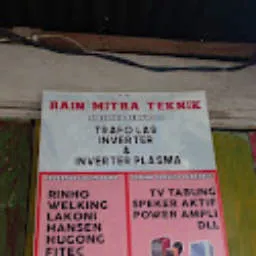 RAIN MITRA TEKNIK
TRAFO LAS
INVERTER
&
INVERTER PLASMA
RINHO
WELKING
LAKONI
HANSEN
HUGONG
FITEC
TV TABUNG
SPEKER AKTIF
POWER AMPLI
DLL